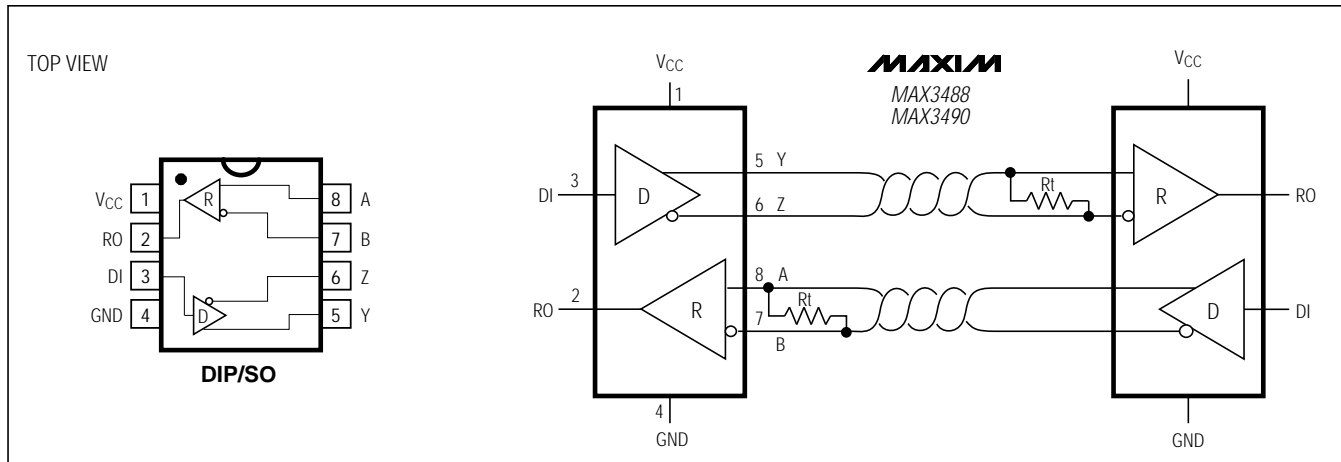 TOP VIEW
VCC 1
RO 2
DI 3
GND 4
8 A
7 B
6 Z
5 Y
R
D
DIP/SO
VCC
1
MAXIM
MAX3488
MAX3490
VCC
DI 3
D
5 Y
6 Z
Rt
R
RO
RO 2
R
8 A
7
B
Rt
D
DI
4
GND
GND